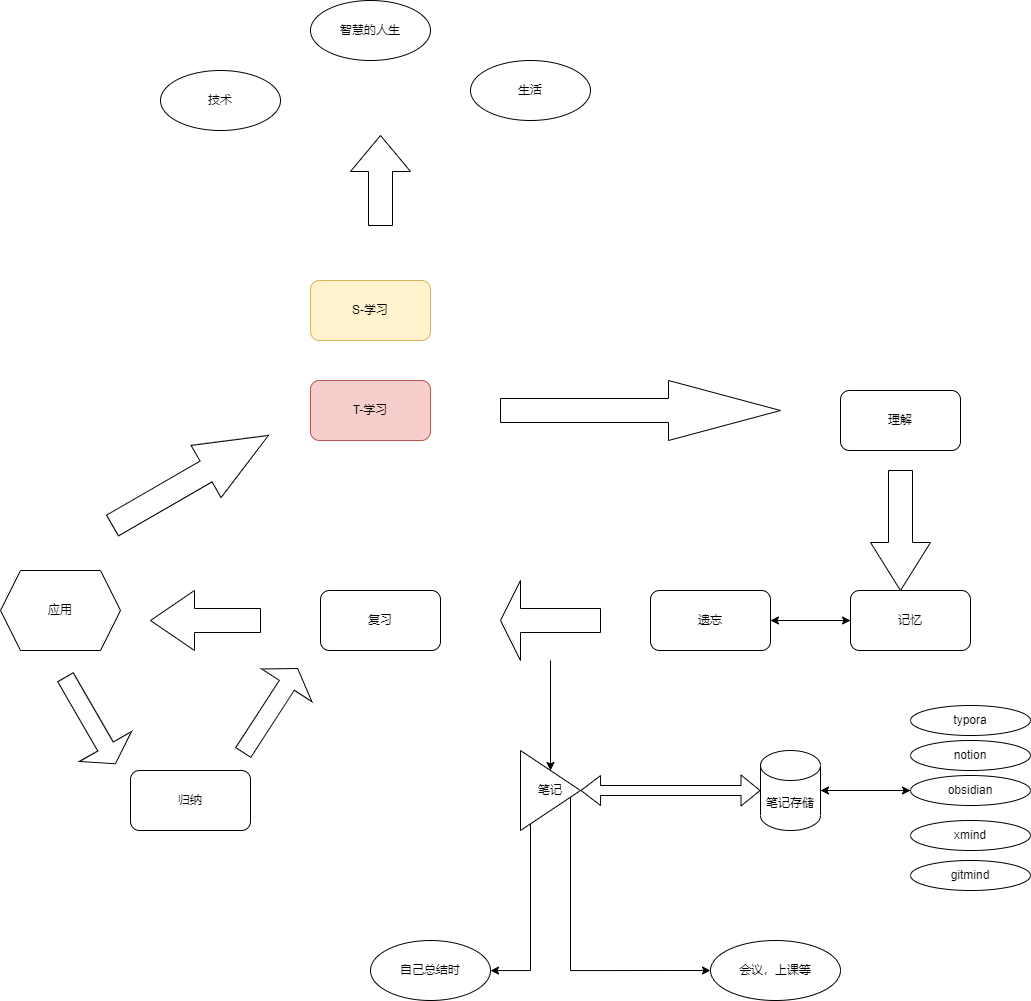 智慧的人生
技术
生活
S-学习
T-学习
理解
应用
复习
遗忘
记忆
typora
notion
笔记
obsidian
归纳
笔记存储
xmind
gitmind
自己总结时
会议，上课等